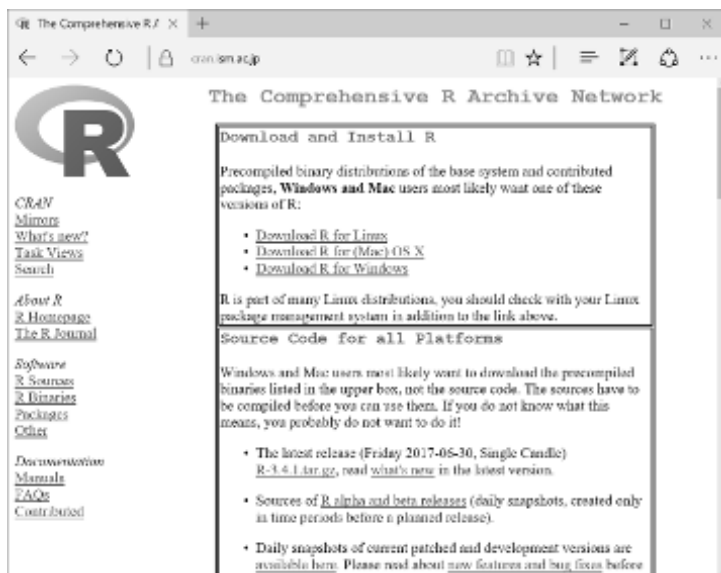 The Comprehensive R A
cran.ism.ac.jp
The Comprehensive R Archive Network
R
CRAN
Mirrors
What's new?
Task Views
Search
About R
R Homepage
The R Journal
Software
R Sources
R Binaries
Packages
Other
Documentation
Manuals
FAQs
Contributed
Download and Install R
Precompiled binary distributions of the base system and contributed
packages, Windows and Mac users most likely want one of these
versions of R:
• Download R for Linux
• Download R for (Mac) OS X
• Download R for Windows
R is part of many Linux distributions, you should check with your Linux
package management system in addition to the link above.
Source Code for all Platforms
Windows and Mac users most likely want to download the precompiled
binaries listed in the upper box, not the source code. The sources have to
be compiled before you can use them. If you do not know what this
means, you probably do not want to do it!
• The latest release (Friday 2017-06-30, Single Candle)
R-3.4.1.tar.gz, read what's new in the latest version.
• Sources of R alpha and beta releases (daily snapshots, created only
in time periods before a planned release).
• Daily snapshots of current patched and development versions are
available here. Please read about new features and bug fixes before